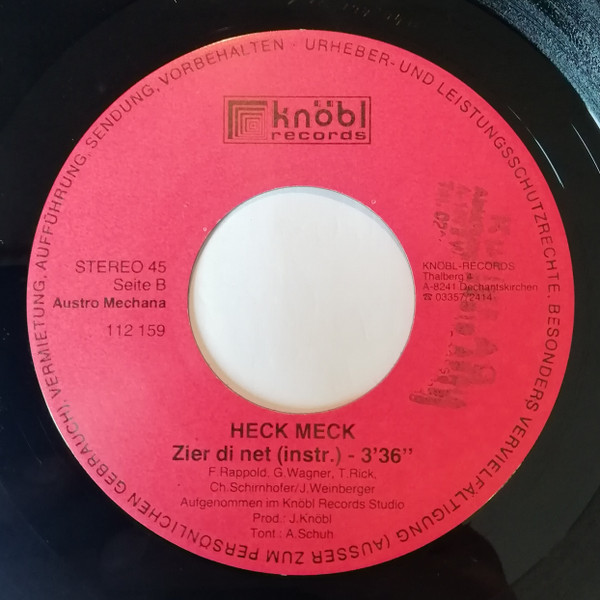 URHEBER- UND LEISTUNGSSCHUTZRECHTE, BESONDERS VERVIELFÄLTIGUNG (AUSSER ZUM PERSÖNLICHEN GEBRAUCH), VERMIETUNG, AUFFÜHRUNG, SENDUNG, VORBEHALTEN -
knöbl
records
STEREO 45
Seite B
Austro Mechana
112 159
KNÖBL-RECORDS
Thalberg 4
A-8241 Dechantskirchen
☎ 03357/2414
HECK MECK
Zier di net (instr.) - 3'36"
F. Rappold, G. Wagner, T. Rick,
Ch. Schirnhofer/J. Weinberger
Aufgenommen im Knöbl Records Studio
Prod.: J. Knöbl
Tont: A. Schuh